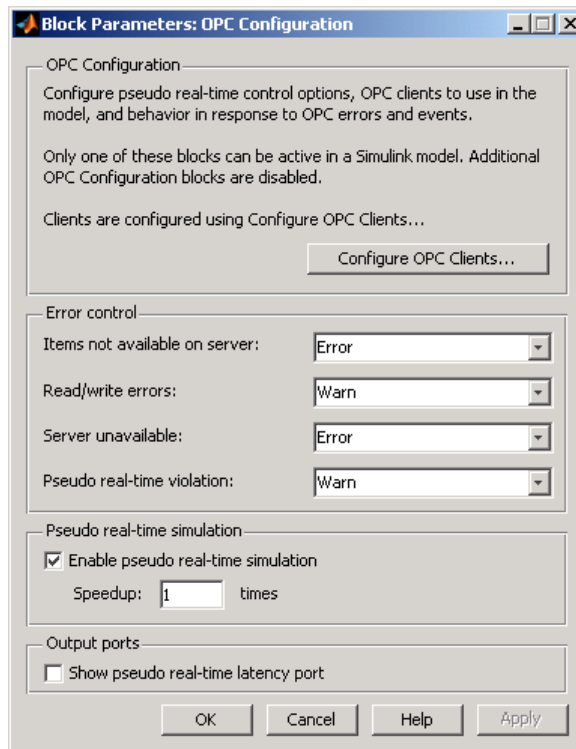 Block Parameters: OPC Configuration
OPC Configuration
Configure pseudo real-time control options, OPC clients to use in the
model, and behavior in response to OPC errors and events.
Only one of these blocks can be active in a Simulink model. Additional
OPC Configuration blocks are disabled.
Clients are configured using Configure OPC Clients...
Configure OPC Clients...
Error control
Items not available on server: Error
Read/write errors: Warn
Server unavailable: Error
Pseudo real-time violation: Warn
Pseudo real-time simulation
Enable pseudo real-time simulation
Speedup: 1 times
Output ports
Show pseudo real-time latency port
OK Cancel Help Apply